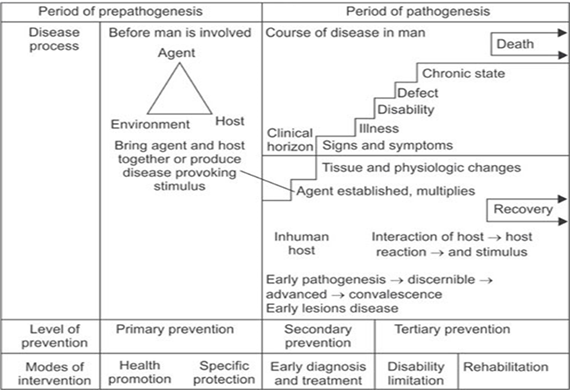 Period of prepathogenesis
Period of pathogenesis
Disease
process
Before man is involved
Agent
Environment
Host
Bring agent and host
together or produce
disease provoking
stimulus
Course of disease in man
Death
Chronic state
Defect
Disability
Illness
Clinical
horizon
Signs and symptoms
Tissue and physiologic changes
Agent established, multiplies
Recovery
Inhuman
host
Interaction of host → host
reaction → and stimulus
Early pathogenesis → discernible →
advanced → convalescence
Early lesions disease
Level of
prevention
Primary prevention
Secondary
prevention
Tertiary prevention
Modes of
intervention
Health
promotion
Specific
protection
Early diagnosis
and treatment
Disability
limitation
Rehabilitation